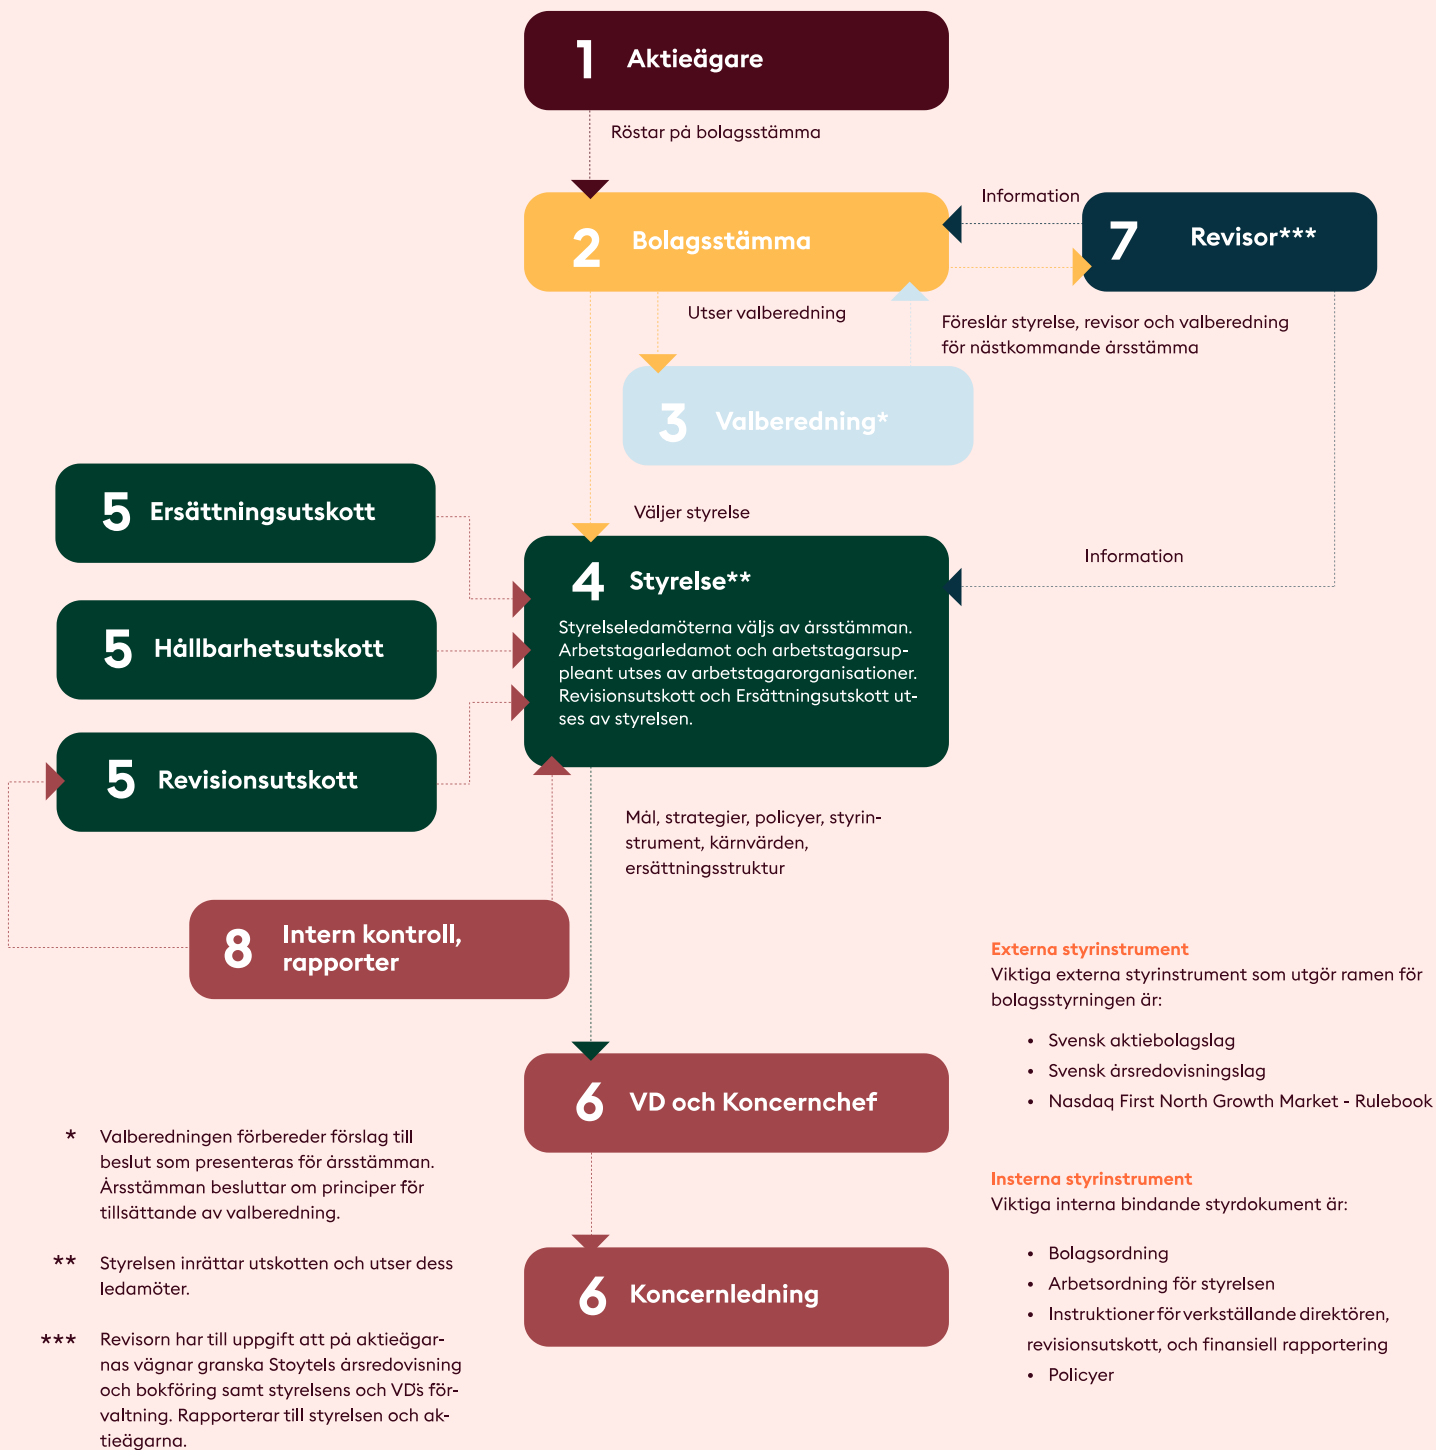 1 Aktieägare
Röstar på bolagsstämma
Information
2 Bolagsstämma
7 Revisor***
Utser valberedning
Föreslår styrelse, revisor och valberedning
för nästkommande årsstämma
3 Valberedning*
5 Ersättningsutskott
Väljer styrelse
Information
4 Styrelse**
Styrelseledamöterna väljs av årsstämman.
Arbetstagarledamot och arbetstagarsup-
pleant utses av arbetstagarorganisationer.
Revisionsutskott och Ersättningsutskott ut-
ses av styrelsen.
5 Hållbarhetsutskott
5 Revisionsutskott
Mål, strategier, policyer, styrin-
strument, kärnvärden,
ersättningsstruktur
8 Intern kontroll,
rapporter
6 VD och Koncernchef
6 Koncernledning
* Valberedningen förbereder förslag till
beslut som presenteras för årsstämman.
Årsstämman besluttar om principer för
tillsättande av valberedning.
** Styrelsen inrättar utskotten och utser dess
ledamöter.
*** Revisorn har till uppgift att på aktieägar-
nas vägnar granska Stoytels årsredovisning
och bokföring samt styrelsens och VD's för-
valtning. Rapporterar till styrelsen och ak-
tieägarna.
Externa styrinstrument
Viktiga externa styrinstrument som utgör ramen för
bolagsstyrningen är:
• Svensk aktiebolagslag
• Svensk årsredovisningslag
• Nasdaq First North Growth Market - Rulebook
Insterna styrinstrument
Viktiga interna bindande styrdokument är:
• Bolagsordning
• Arbetsordning för styrelsen
• Instruktioner för verkställande direktören,
revisionsutskott, och finansiell rapportering
• Policyer